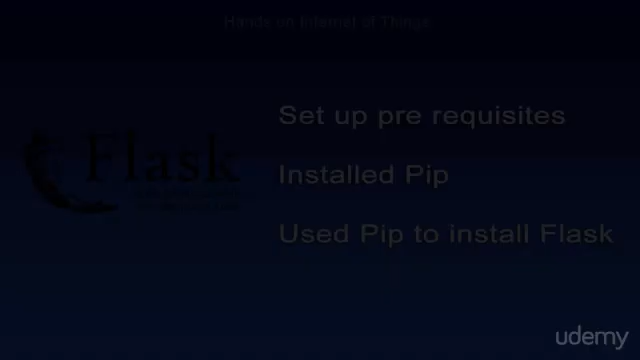 Hands on Internet of Things
Set up pre requisites
Flask
Installed Pip
Used Pip to install Flask
udemy